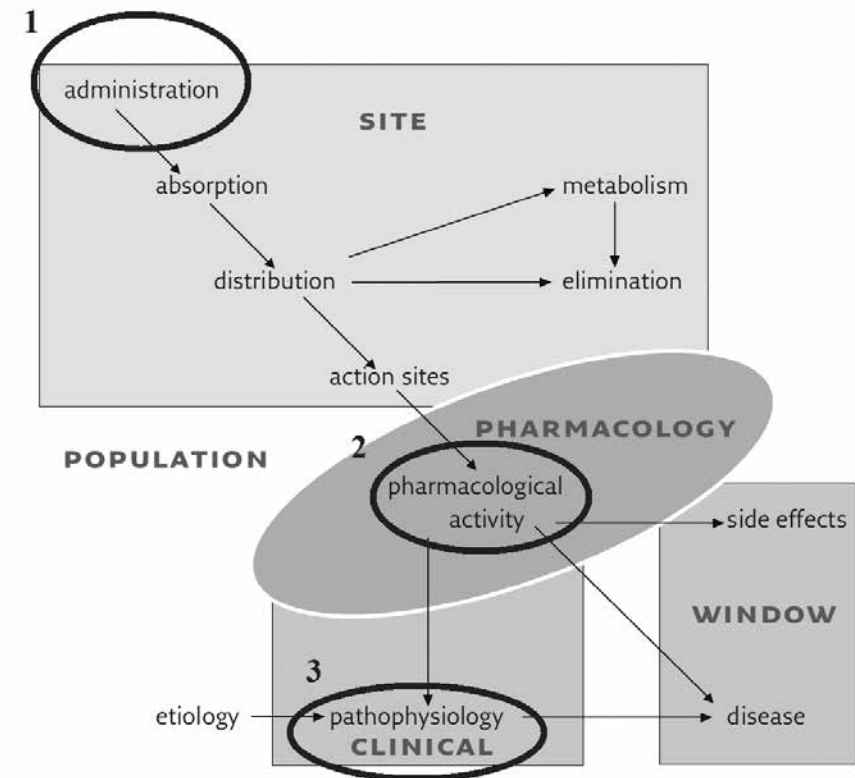 1
administration
SITE
absorption
metabolism
distribution
elimination
action sites
PHARMACOLOGY
2
POPULATION
pharmacological
activity
side effects
WINDOW
3
etiology
pathophysiology
disease
CLINICAL